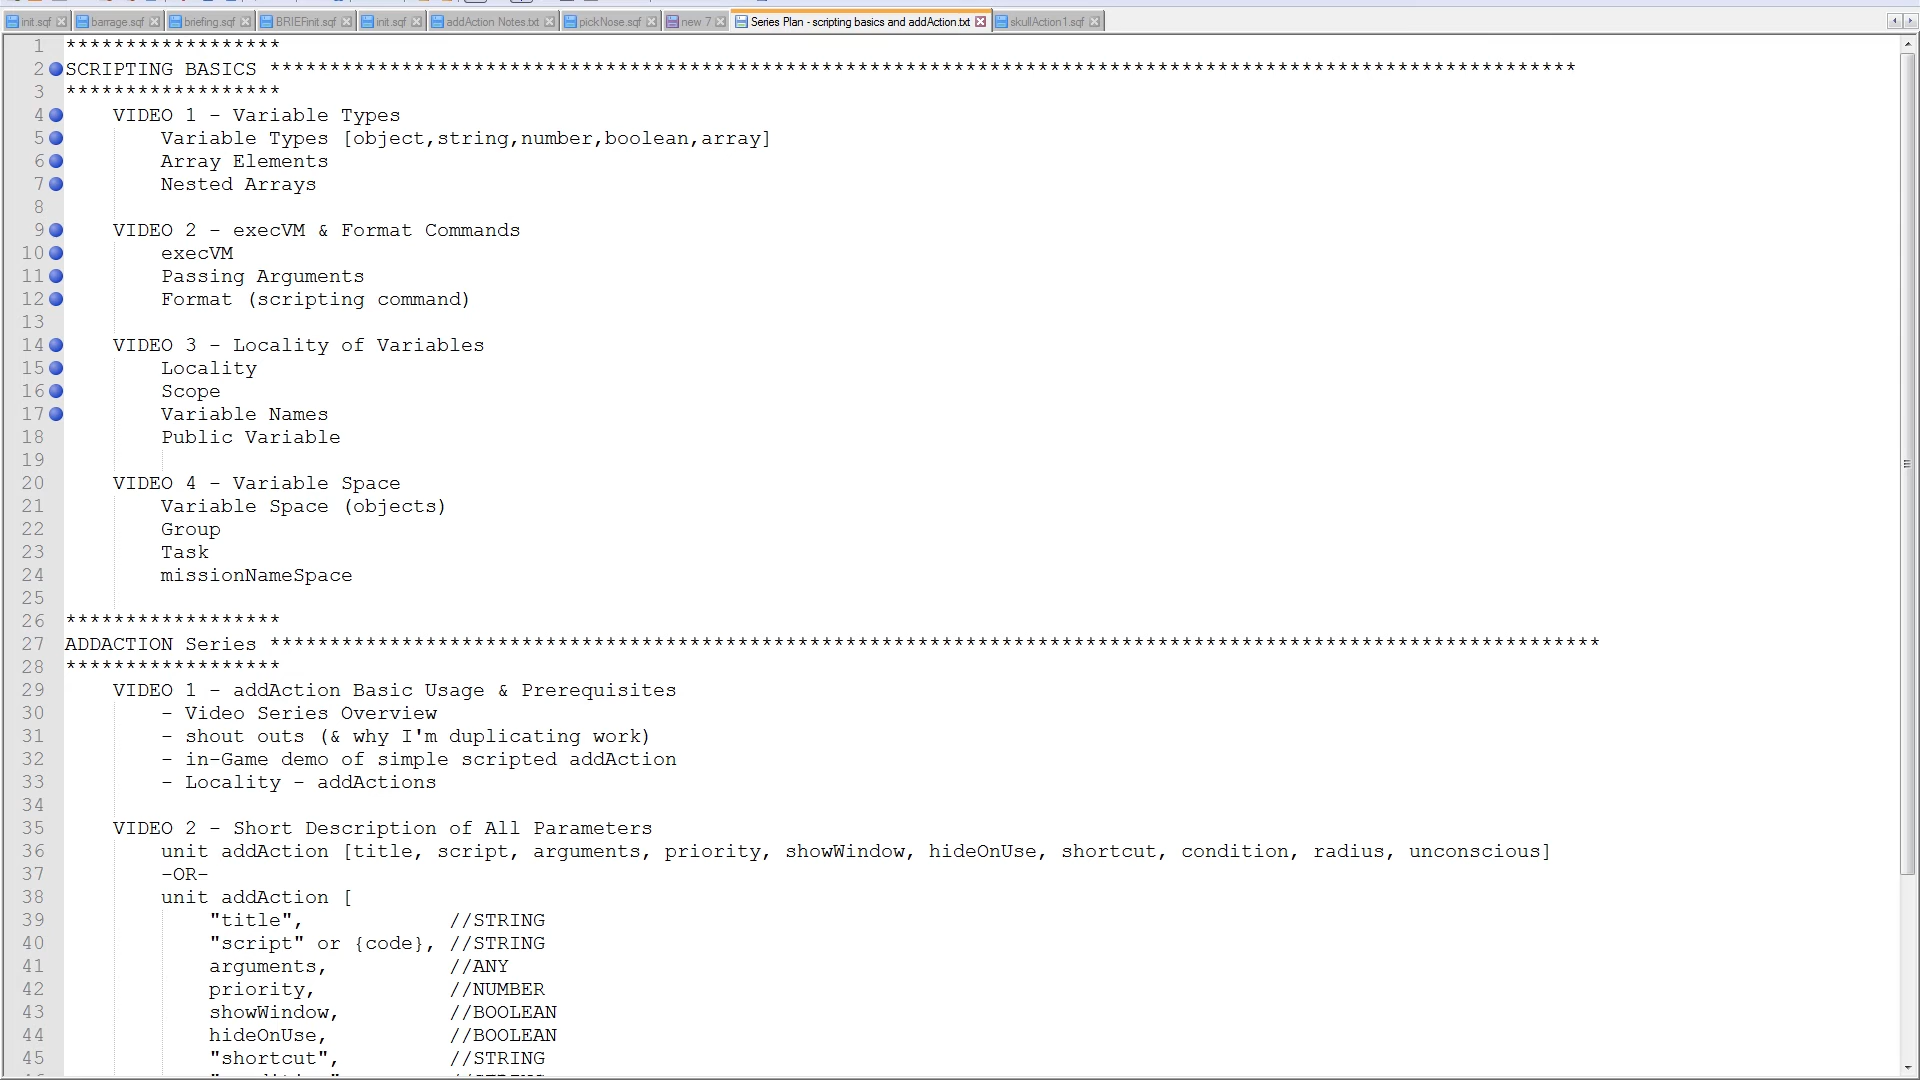 init.sqf barrage.sqf briefing.sqf BRIEFinit.sqf init.sqf addAction Notes.txt pickNose.sqf new 7 Series Plan - scripting basics and addAction.txt skullAction1.sqf
1 ******************
2 SCRIPTING BASICS *************************************************************************************************************
3 ******************
4 VIDEO 1 - Variable Types
5 Variable Types [object,string,number,boolean,array]
6 Array Elements
7 Nested Arrays
8
9 VIDEO 2 - execVM & Format Commands
10 execVM
11 Passing Arguments
12 Format (scripting command)
13
14 VIDEO 3 - Locality of Variables
15 Locality
16 Scope
17 Variable Names
18 Public Variable
19
20 VIDEO 4 - Variable Space
21 Variable Space (objects)
22 Group
23 Task
24 missionNameSpace
25
26 ******************
27 ADDACTION Series ***************************************************************************************************************
28 ******************
29 VIDEO 1 - addAction Basic Usage & Prerequisites
30 - Video Series Overview
31 - shout outs (& why I'm duplicating work)
32 - in-Game demo of simple scripted addAction
33 - Locality - addActions
34
35 VIDEO 2 - Short Description of All Parameters
36 unit addAction [title, script, arguments, priority, showWindow, hideOnUse, shortcut, condition, radius, unconscious]
37 -OR-
38 unit addAction [
39 "title", //STRING
40 "script" or {code}, //STRING
41 arguments, //ANY
42 priority, //NUMBER
43 showWindow, //BOOLEAN
44 hideOnUse, //BOOLEAN
45 "shortcut", //STRING